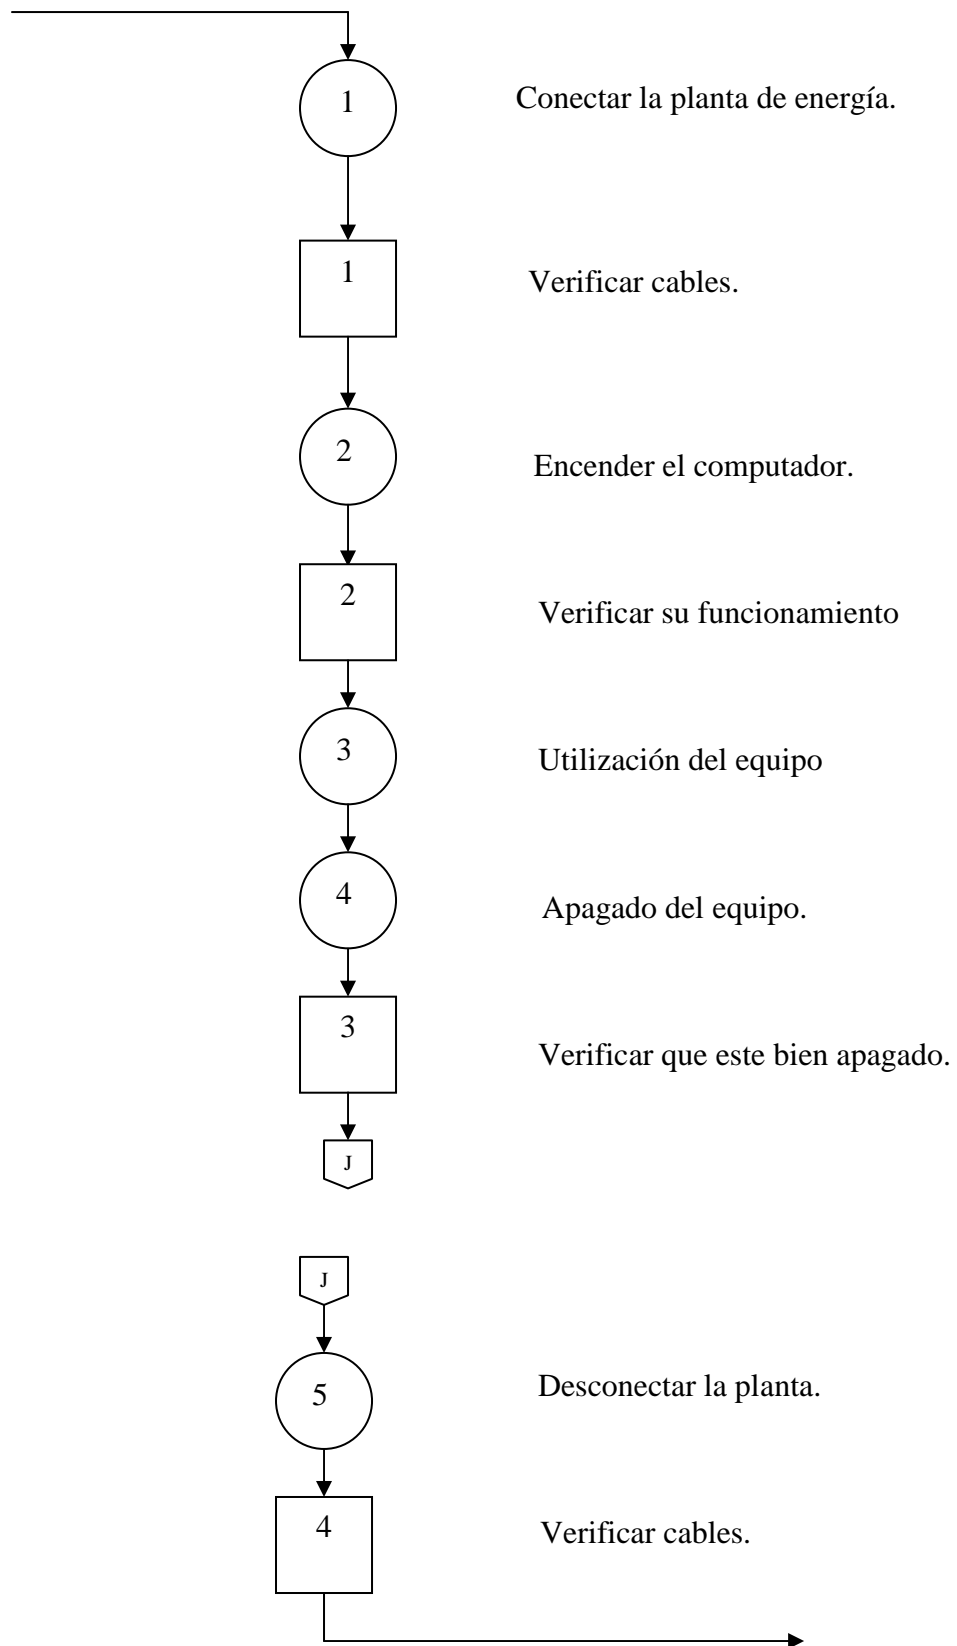 1 Conectar la planta de energía.
1 Verificar cables.
2 Encender el computador.
2 Verificar su funcionamiento
3 Utilización del equipo
4 Apagado del equipo.
3 Verificar que este bien apagado.
J
J
5 Desconectar la planta.
4 Verificar cables.